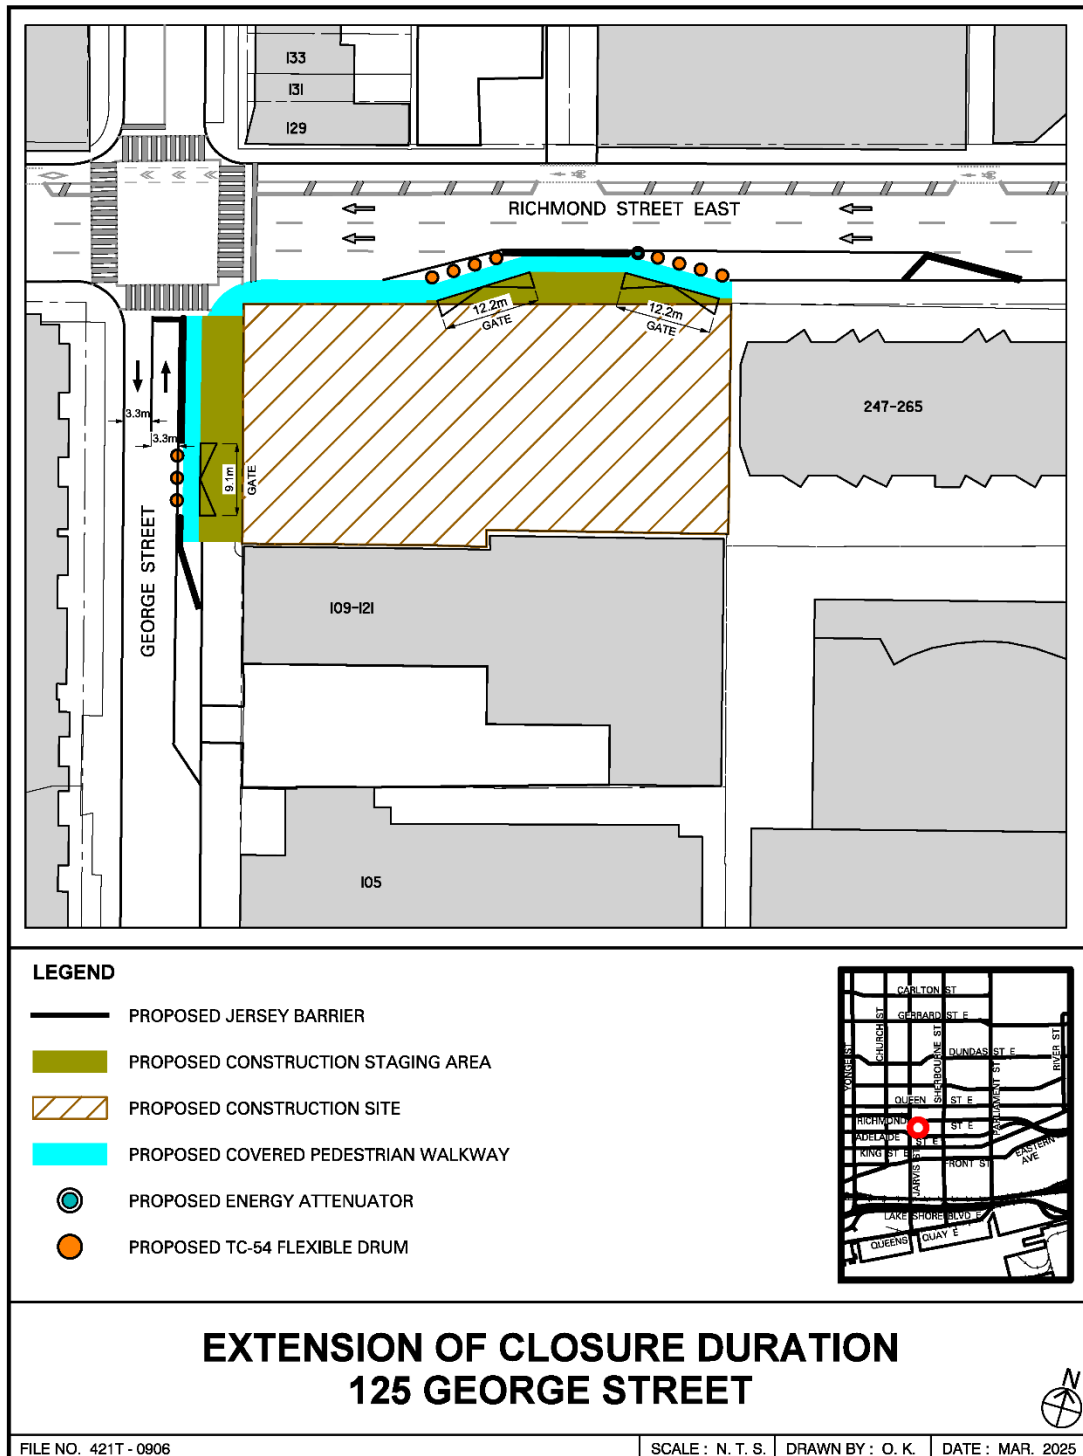 133
131
129
RICHMOND STREET EAST
12.2m
GATE
12.2m
GATE
247-265
3.3m
3.3m
9.1m
GATE
GEORGE STREET
109-121
105
LEGEND
PROPOSED JERSEY BARRIER
PROPOSED CONSTRUCTION STAGING AREA
PROPOSED CONSTRUCTION SITE
PROPOSED COVERED PEDESTRIAN WALKWAY
PROPOSED ENERGY ATTENUATOR
PROPOSED TC-54 FLEXIBLE DRUM
CARLTON ST
GERRARD ST E
DUNDAS ST E
QUEEN ST E
RICHMOND ST E
ADELAIDE ST E
KING ST E
FRONT ST
EASTERN AVE
LAKE SHORE BLVD E
QUEENS QUAY E
YONGE ST
CHURCH ST
JARVIS ST
SHERBOURNE ST
PARLIAMENT ST
RIVER ST
EXTENSION OF CLOSURE DURATION
125 GEORGE STREET
N
FILE NO. 421T - 0906
SCALE : N. T. S.
DRAWN BY : O. K.
DATE : MAR. 2025